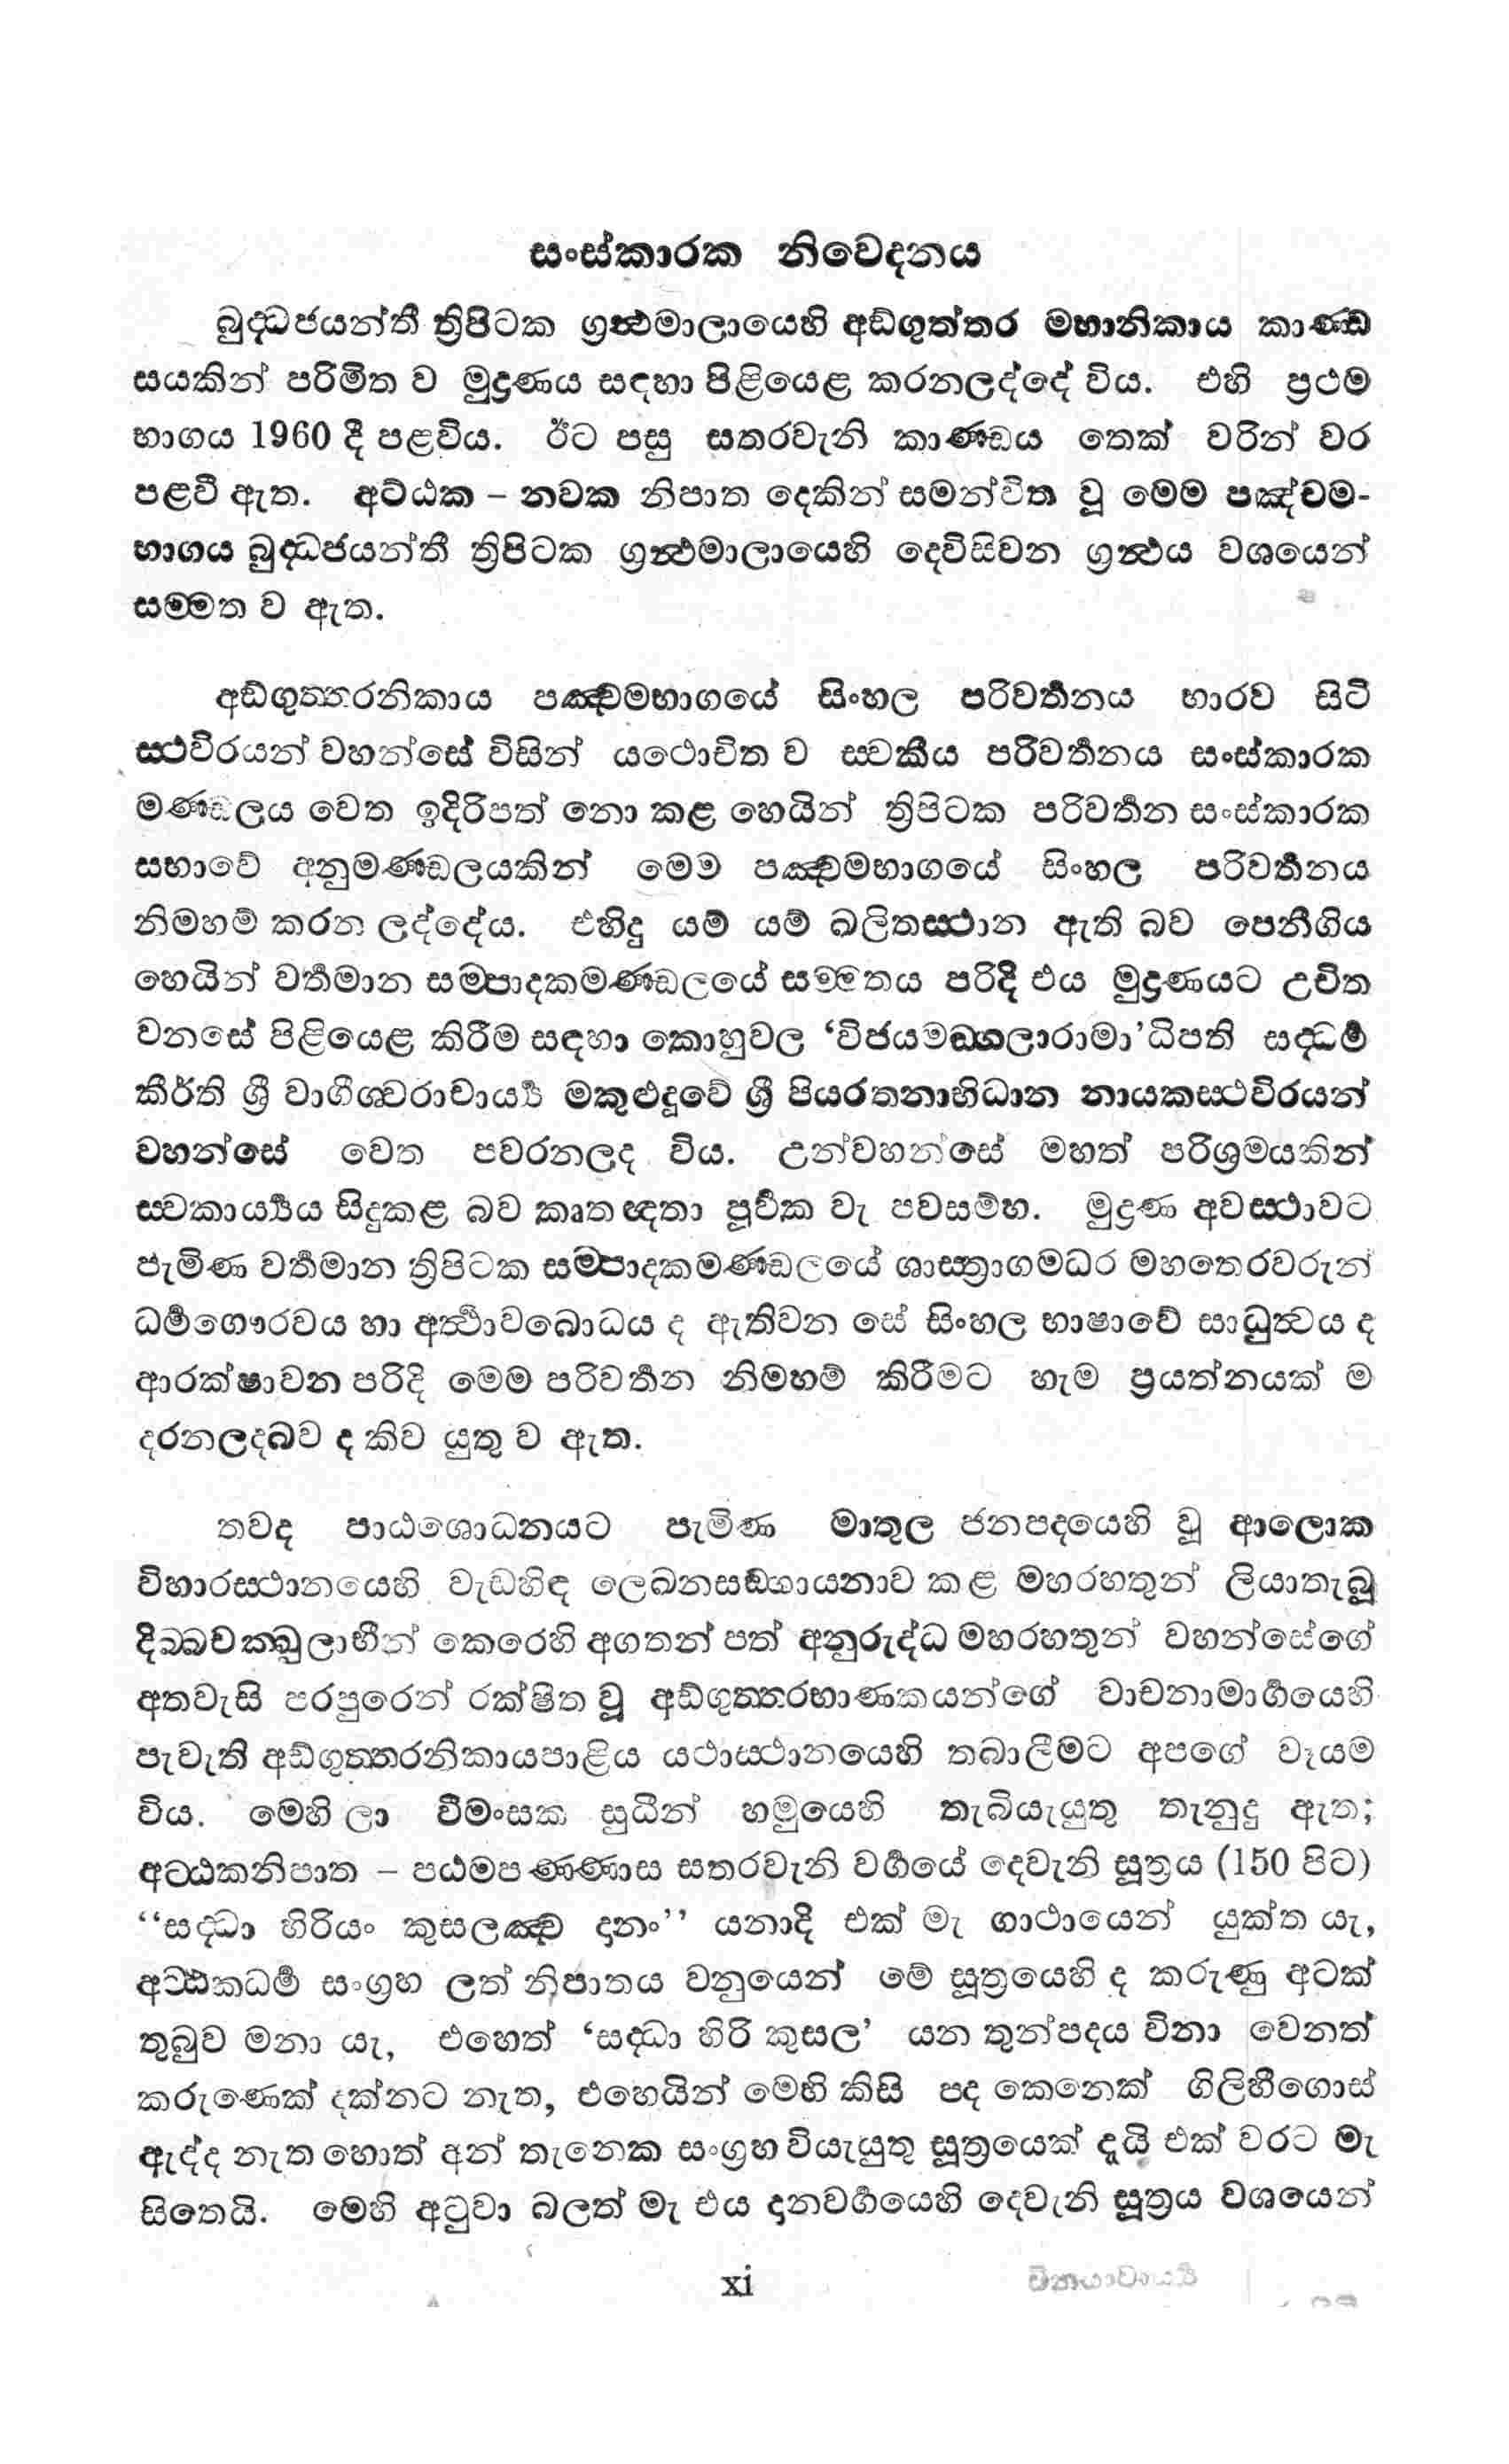 සංස්කාරක නිවෙදනය
බුද්ධජයන්තී ත්‍රිපිටක ග්‍රන්ථමාලායෙහි අඞ්ගුත්තර මහානිකාය කාණ්ඩ
සයකින් පරිමිත ව මුද්‍රණය සඳහා පිළියෙළ කරනලද්දේ විය. එහි ප්‍රථම
භාගය 1960 දී පළවිය. ඊට පසු සතරවැනි කාණ්ඩය තෙක් වරින් වර
පළවී ඇත. අට්ඨක – නවක නිපාත දෙකින් සමන්විත වූ මෙම පඤ්චම-
භාගය බුද්ධජයන්තී ත්‍රිපිටක ග්‍රන්ථමාලායෙහි දෙවිසිවන ග්‍රන්ථය වශයෙන්
සම්මත ව ඇත.
අඞ්ගුත්තරනිකාය පඤ්චමභාගයේ සිංහල පරිවර්තනය භාරව සිටි
ස්ථවිරයන් වහන්සේ විසින් යථොචිත ව ස්වකීය පරිවර්තනය සංස්කාරක
මණ්ඩලය වෙත ඉදිරිපත් නො කළ හෙයින් ත්‍රිපිටක පරිවර්තන සංස්කාරක
සභාවේ අනුමණ්ඩලයකින් මෙම පඤ්චමභාගයේ සිංහල පරිවර්තනය
නිමහම් කරන ලද්දේය. එහිදු යම් යම් ඛලිතස්ථාන ඇති බව පෙනීගිය
හෙයින් වර්තමාන සම්පාදකමණ්ඩලයේ සම්මතය පරිදි එය මුද්‍රණයට උචිත
වනසේ පිළියෙළ කිරීම සඳහා කොහුවල ‘විජයමඞ්ගලාරාමා’ධිපති සද්ධර්ම
කීර්ති ශ්‍රී වාගීශ්වරාචාර්ය්‍ය මකුළුදූවේ ශ්‍රී පියරතනාභිධාන නායකස්ථවිරයන්
වහන්සේ වෙත පවරනලද විය. උන්වහන්සේ මහත් පරිශ්‍රමයකින්
ස්වකාර්ය්‍යය සිදුකළ බව කෘතඥතා පූර්වක වැ පවසම්හ. මුද්‍රණ අවස්ථාවට
පැමිණ වර්තමාන ත්‍රිපිටක සම්පාදකමණ්ඩලයේ ශාස්ත්‍රාගමධර මහතෙරවරුන්
ධර්මගෞරවය හා අර්ත්‍ථාවබොධය ද ඇතිවන සේ සිංහල භාෂාවේ සාධුත්වය ද
ආරක්ෂාවන පරිදි මෙම පරිවර්තන නිමහම් කිරීමට හැම ප්‍රයත්නයක් ම
දරනලදබව ද කිව යුතු ව ඇත.
තවද පාඨශොධනයට පැමිණ මාතුල ජනපදයෙහි වූ ආලොක
විහාරස්ථානයෙහි වැඩහිඳ ලෙඛනසඞ්ගායනාව කළ මහරහතුන් ලියාතැබූ
දිබ්බචක්ඛුලාභීන් කෙරෙහි අගතන් පත් අනුරුද්ධ මහරහතුන් වහන්සේගේ
අතවැසි පරපුරෙන් රක්ෂිත වූ අඞ්ගුත්තරභාණකයන්ගේ වාචනාමාර්ගයෙහි
පැවැති අඞ්ගුත්තරනිකායපාළිය යථාස්ථානයෙහි තබාලීමට අපගේ වෑයම
විය. මෙහි ලා වීමංසක සුධීන් හමුයෙහි තැබියැයුතු තැනුදු ඇත;
අට්ඨකනිපාත – පඨමපණ්ණාස සතරවැනි වර්ගයේ දෙවැනි සූත්‍රය (150 පිට)
“සද්ධා හිරියං කුසලඤ්ච දානං” යනාදි එක් මැ ගාථායෙන් යුක්ත යැ,
අට්ඨකධර්ම සංග්‍රහ ලත් නිපාතය වනුයෙන් මේ සූත්‍රයෙහි ද කරුණු අටක්
තුබුව මනා යැ, එහෙත් ‘සද්ධා හිරි කුසල’ යන තුන්පදය විනා වෙනත්
කරුණෙක් දක්නට නැත, එහෙයින් මෙහි කිසි පද කෙනෙක් ගිලිහීගොස්
ඇද්ද නැත හොත් අන් තැනෙක සංග්‍රහ වියැයුතු සූත්‍රයෙක් දැයි එක් වරට මැ
සිතෙයි. මෙහි අටුවා බලත් මැ එය දානවර්ගයෙහි දෙවැනි සූත්‍රය වශයෙන්
xi